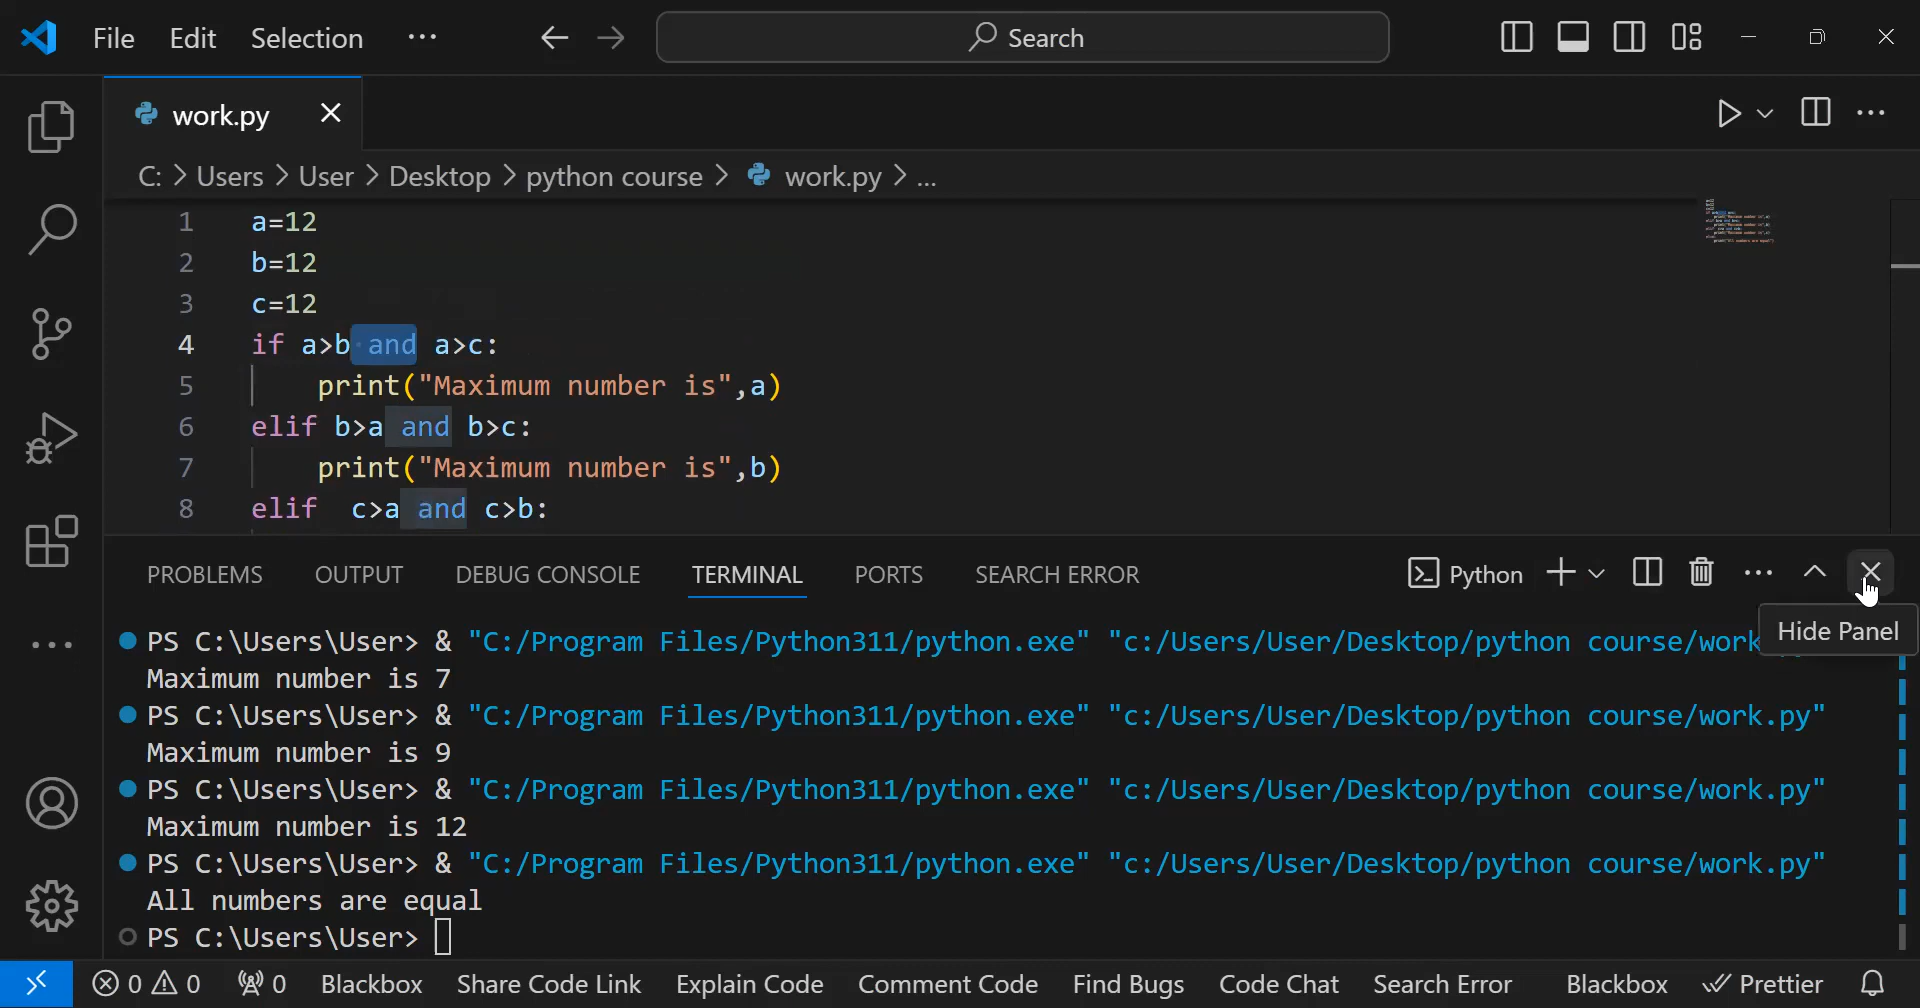 File Edit Selection ··· Search
work.py
C: > Users > User > Desktop > python course > work.py > ...
1 a=12
2 b=12
3 c=12
4 if a>b and a>c:
5 print("Maximum number is",a)
6 elif b>a and b>c:
7 print("Maximum number is",b)
8 elif  c>a and c>b:
PROBLEMS OUTPUT DEBUG CONSOLE TERMINAL PORTS SEARCH ERROR Python
Hide Panel
PS C:\Users\User> & "C:/Program Files/Python311/python.exe" "c:/Users/User/Desktop/python course/work
Maximum number is 7
PS C:\Users\User> & "C:/Program Files/Python311/python.exe" "c:/Users/User/Desktop/python course/work.py"
Maximum number is 9
PS C:\Users\User> & "C:/Program Files/Python311/python.exe" "c:/Users/User/Desktop/python course/work.py"
Maximum number is 12
PS C:\Users\User> & "C:/Program Files/Python311/python.exe" "c:/Users/User/Desktop/python course/work.py"
All numbers are equal
PS C:\Users\User>
0 0 0 Blackbox Share Code Link Explain Code Comment Code Find Bugs Code Chat Search Error Blackbox Prettier